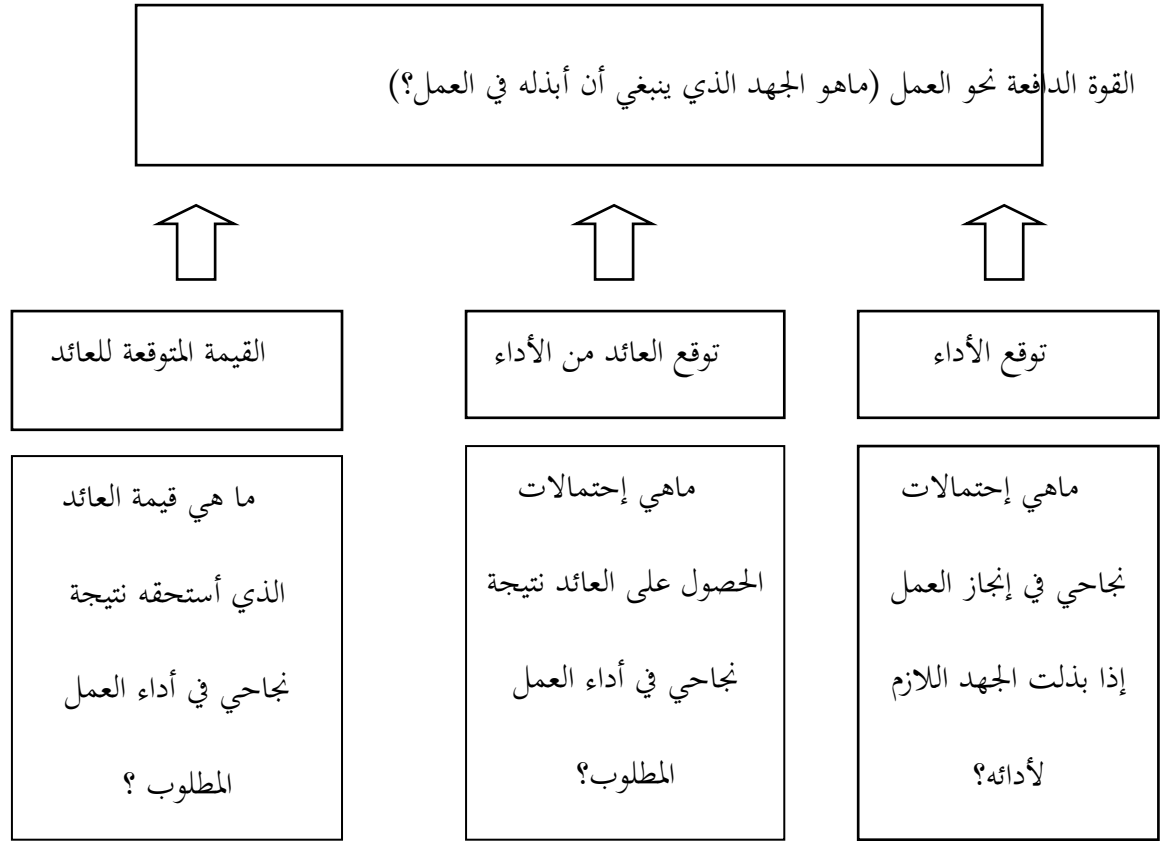 القوة الدافعة نحو العمل (ماهو الجهد الذي ينبغي أن أبذله في العمل؟)
توقع الأداء
توقع العائد من الأداء
القيمة المتوقعة للعائد
ماهي إحتمالات
نجاحي في إنجاز العمل
إذا بذلت الجهد اللازم
لأدائه؟
ماهي إحتمالات
الحصول على العائد نتيجة
نجاحي في أداء العمل
المطلوب؟
ما هي قيمة العائد
الذي أستحقه نتيجة
نجاحي في أداء العمل
المطلوب ؟